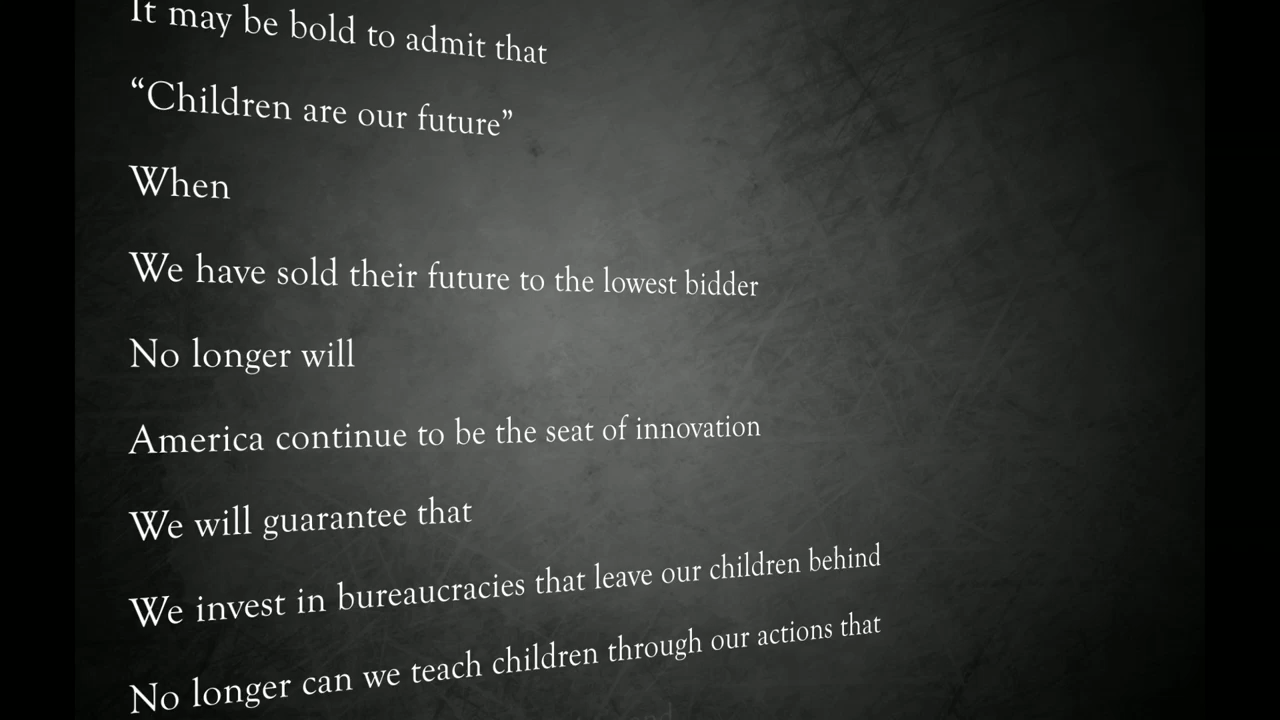 It may be bold to admit that
“Children are our future”
When
We have sold their future to the lowest bidder
No longer will
America continue to be the seat of innovation
We will guarantee that
We invest in bureaucracies that leave our children behind
No longer can we teach children through our actions that